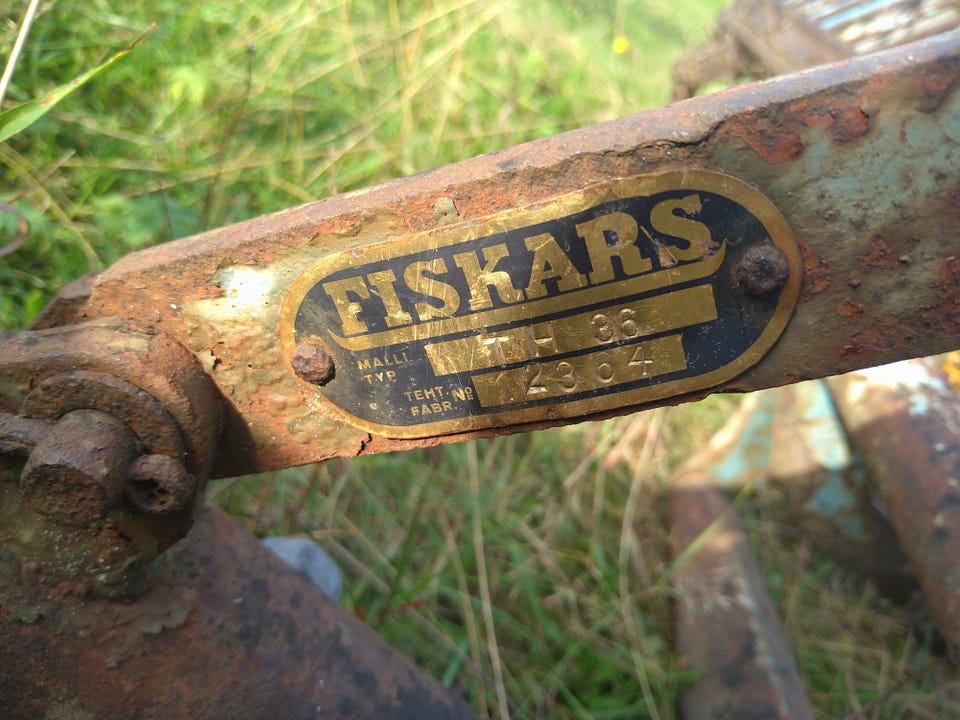 FISKARS
MALLI TH 36
TYP
TEHT. Nº 12364
FABR.